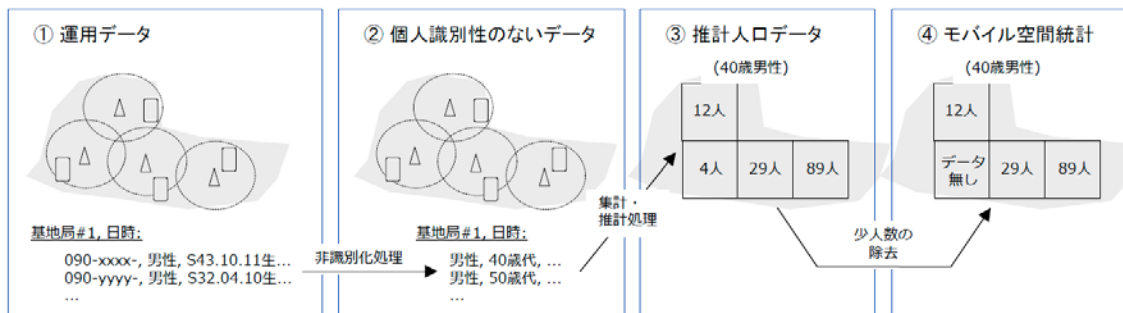 ① 運用データ
基地局#1, 日時:
090-xxxx-, 男性, S43.10.11生...
090-yyyy-, 男性, S32.04.10生...
...
非識別化処理
② 個人識別性のないデータ
基地局#1, 日時:
男性, 40歳代, ...
男性, 50歳代, ...
...
集計・
推計処理
③ 推計人口データ
(40歳男性)
12人
4人 29人 89人
少人数の
除去
④ モバイル空間統計
(40歳男性)
12人
データ
無し 29人 89人